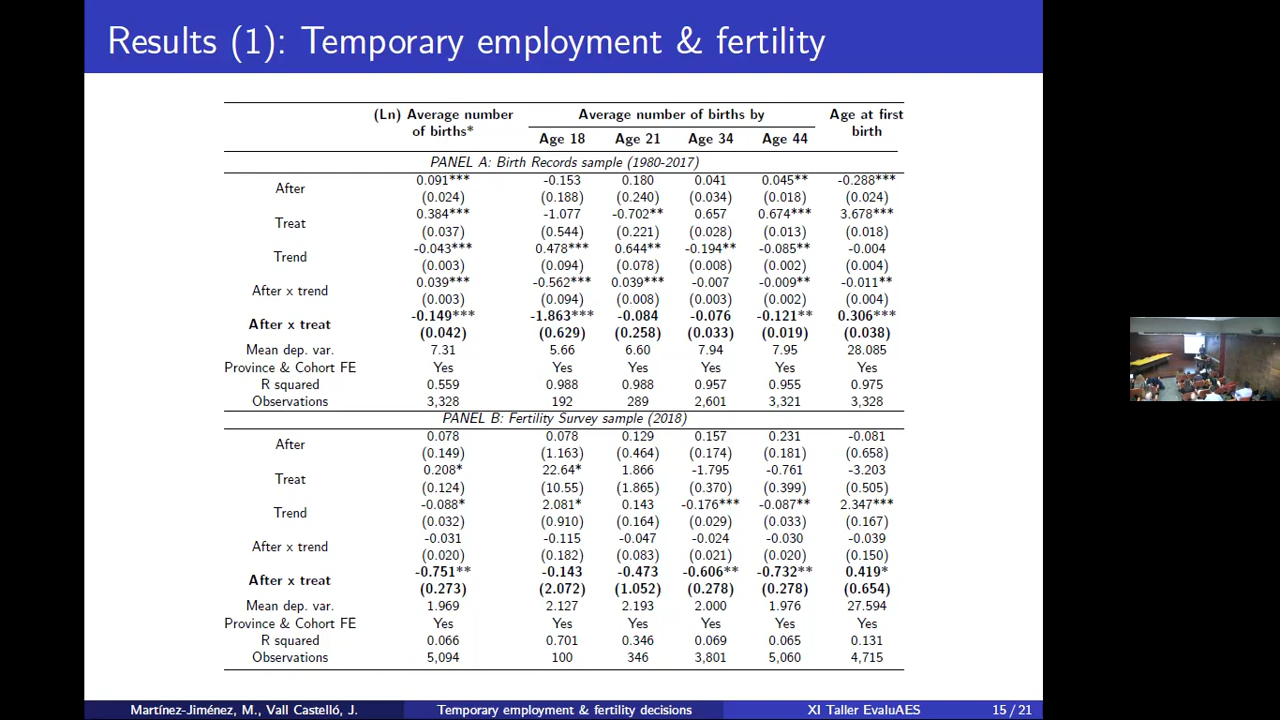 Results (1): Temporary employment & fertility
(Ln) Average number of births* Average number of births by Age at first birth
Age 18 Age 21 Age 34 Age 44
PANEL A: Birth Records sample (1980-2017)
After 0.091*** -0.153 0.180 0.041 0.045** -0.288***
(0.024) (0.188) (0.240) (0.034) (0.018) (0.024)
Treat 0.384*** -1.077 -0.702** 0.657 0.674*** 3.678***
(0.037) (0.544) (0.221) (0.028) (0.013) (0.018)
Trend -0.043*** 0.478*** 0.644** -0.194** -0.085** -0.004
(0.003) (0.094) (0.078) (0.008) (0.002) (0.004)
After x trend 0.039*** -0.562*** 0.039*** -0.007 -0.009** -0.011**
(0.003) (0.094) (0.008) (0.003) (0.002) (0.004)
After x treat -0.149*** -1.863*** -0.084 -0.076 -0.121** 0.306***
(0.042) (0.629) (0.258) (0.033) (0.019) (0.038)
Mean dep. var. 7.31 5.66 6.60 7.94 7.95 28.085
Province & Cohort FE Yes Yes Yes Yes Yes Yes
R squared 0.559 0.988 0.988 0.957 0.955 0.975
Observations 3,328 192 289 2,601 3,321 3,328
PANEL B: Fertility Survey sample (2018)
After 0.078 0.078 0.129 0.157 0.231 -0.081
(0.149) (1.163) (0.464) (0.174) (0.181) (0.658)
Treat 0.208* 22.64* 1.866 -1.795 -0.761 -3.203
(0.124) (10.55) (1.865) (0.370) (0.399) (0.505)
Trend -0.088* 2.081* 0.143 -0.176*** -0.087** 2.347***
(0.032) (0.910) (0.164) (0.029) (0.033) (0.167)
After x trend -0.031 -0.115 -0.047 -0.024 -0.030 -0.039
(0.020) (0.182) (0.083) (0.021) (0.020) (0.150)
After x treat -0.751** -0.143 -0.473 -0.606** -0.732** 0.419*
(0.273) (2.072) (1.052) (0.278) (0.278) (0.654)
Mean dep. var. 1.969 2.127 2.193 2.000 1.976 27.594
Province & Cohort FE Yes Yes Yes Yes Yes Yes
R squared 0.066 0.701 0.346 0.069 0.065 0.131
Observations 5,094 100 346 3,801 5,060 4,715
Martínez-Jiménez, M., Vall Castelló, J. Temporary employment & fertility decisions XI Taller EvaluAES 15 / 21